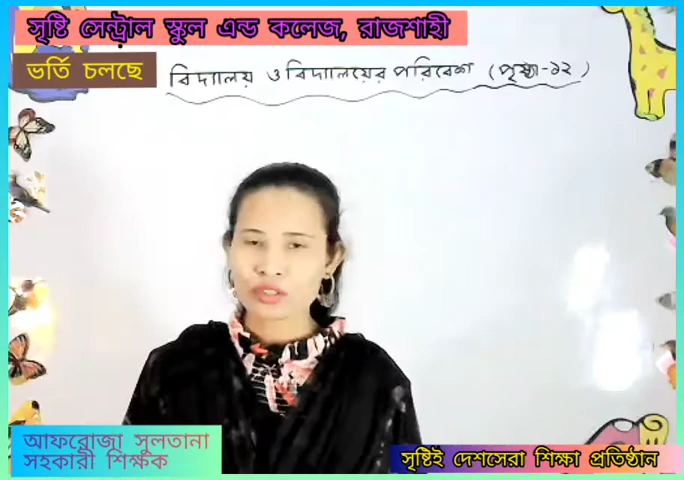 সৃষ্টি সেন্ট্রাল স্কুল এন্ড কলেজ, রাজশাহী
ভর্তি চলছে
বিদ্যালয় ও বিদ্যালয়ের পরিবেশ (পৃষ্ঠা-১২)
আফরোজা সুলতানা
সহকারী শিক্ষক
সৃষ্টিই দেশসেরা শিক্ষা প্রতিষ্ঠান